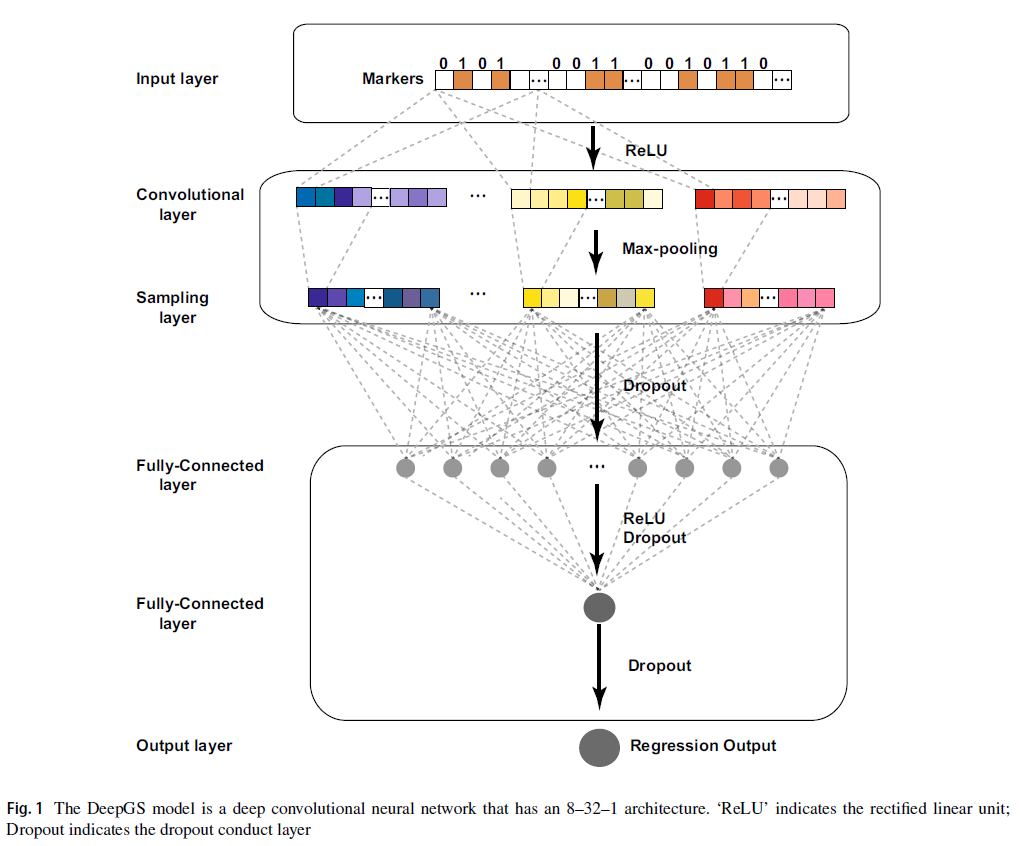 0 1 0 1 0 0 1 1 0 0 1 0 1 1 0
Input layer
Markers
...
...
...
ReLU
Convolutional
layer
...
...
...
...
Max-pooling
Sampling
layer
...
...
...
...
Dropout
Fully-Connected
layer
...
ReLU
Dropout
Fully-Connected
layer
Dropout
Output layer
Regression Output
Fig. 1 The DeepGS model is a deep convolutional neural network that has an 8–32–1 architecture. ‘ReLU’ indicates the rectified linear unit;
Dropout indicates the dropout conduct layer